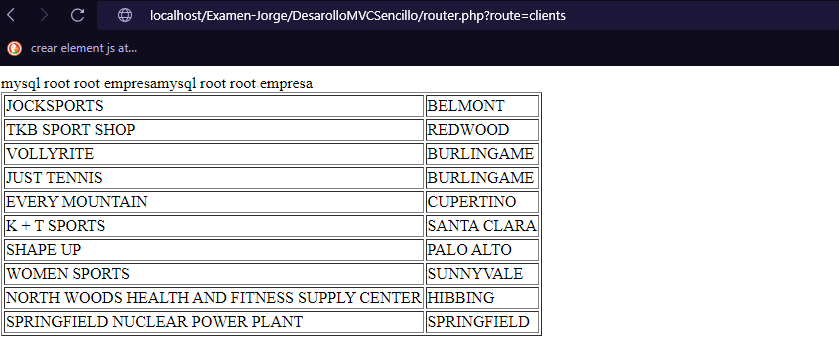 localhost/Examen-Jorge/DesarolloMVCSencillo/router.php?route=clients
crear element js at...
mysql root root empresamysql root root empresa
JOCKSPORTS BELMONT
TKB SPORT SHOP REDWOOD
VOLLYRITE BURLINGAME
JUST TENNIS BURLINGAME
EVERY MOUNTAIN CUPERTINO
K + T SPORTS SANTA CLARA
SHAPE UP PALO ALTO
WOMEN SPORTS SUNNYVALE
NORTH WOODS HEALTH AND FITNESS SUPPLY CENTER HIBBING
SPRINGFIELD NUCLEAR POWER PLANT SPRINGFIELD